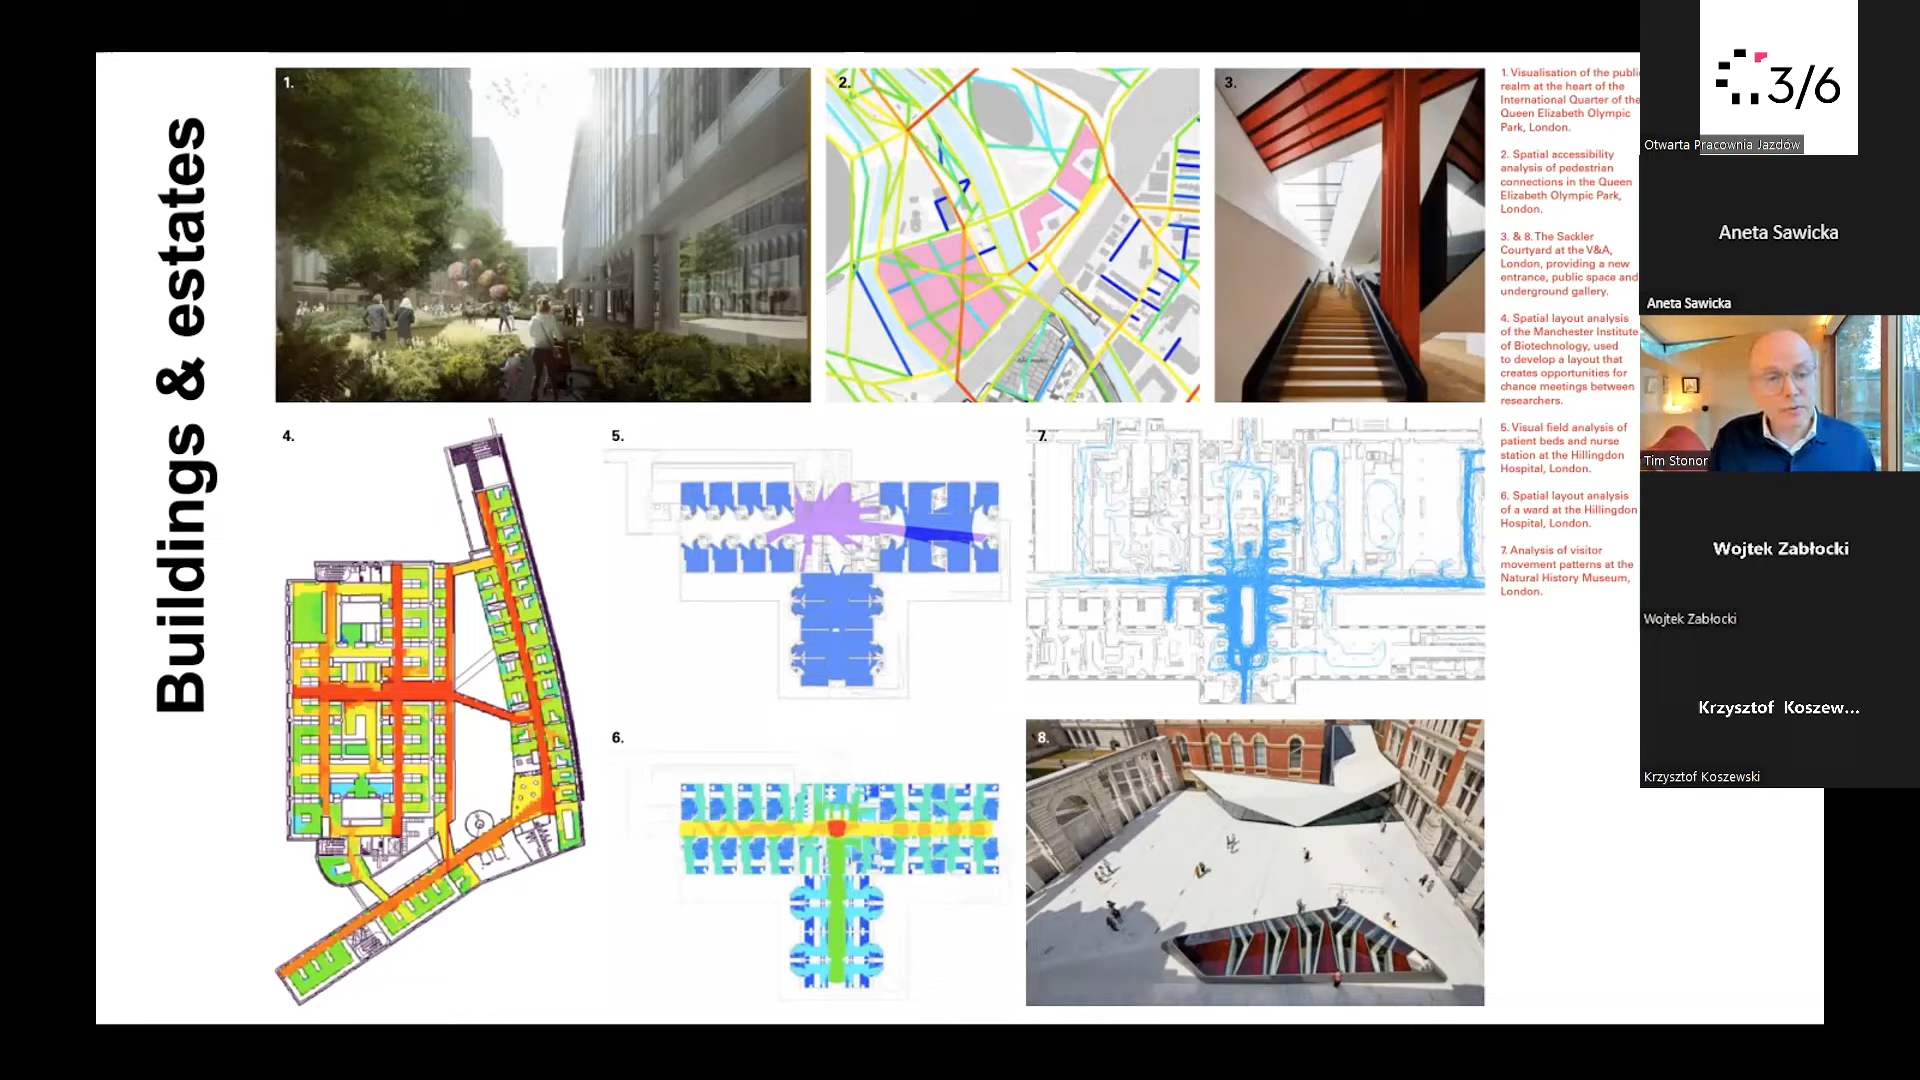 Buildings & estates
1.
2.
3.
4.
5.
6.
7.
8.
1. Visualisation of the public
realm at the heart of the
International Quarter of the
Queen Elizabeth Olympic
Park, London.
2. Spatial accessibility
analysis of pedestrian
connections in the Queen
Elizabeth Olympic Park,
London.
3. & 8. The Sackler
Courtyard at the V&A,
London, providing a new
entrance, public space and
underground gallery.
4. Spatial layout analysis
of the Manchester Institute
of Biotechnology, used
to develop a layout that
creates opportunities for
chance meetings between
researchers.
5. Visual field analysis of
patient beds and nurse
station at the Hillingdon
Hospital, London.
6. Spatial layout analysis
of a ward at the Hillingdon
Hospital, London.
7. Analysis of visitor
movement patterns at the
Natural History Museum,
London.
3/6
Otwarta Pracownia Jazdów
Aneta Sawicka
Aneta Sawicka
Tim Stonor
Wojtek Zabłocki
Wojtek Zabłocki
Krzysztof Koszew...
Krzysztof Koszewski